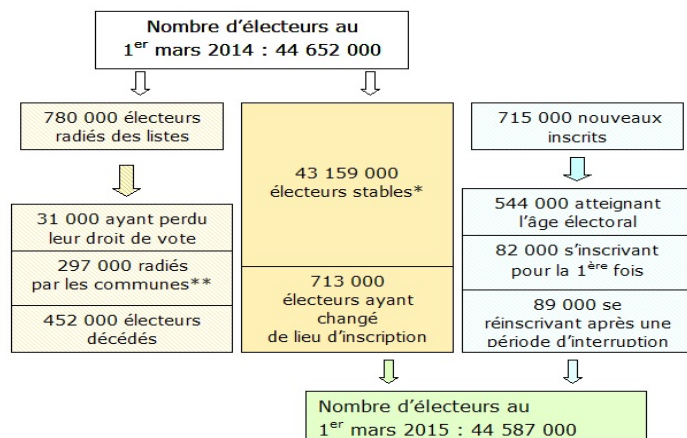 Nombre d'électeurs au
1er mars 2014 : 44 652 000
780 000 électeurs
radiés des listes
31 000 ayant perdu
leur droit de vote
297 000 radiés
par les communes**
452 000 électeurs
décédés
43 159 000
électeurs stables*
713 000
électeurs ayant
changé
de lieu d'inscription
715 000 nouveaux
inscrits
544 000 atteignant
l'âge électoral
82 000 s'inscrivant
pour la 1ère fois
89 000 se
réinscrivant après une
période d'interruption
Nombre d'électeurs au
1er mars 2015 : 44 587 000